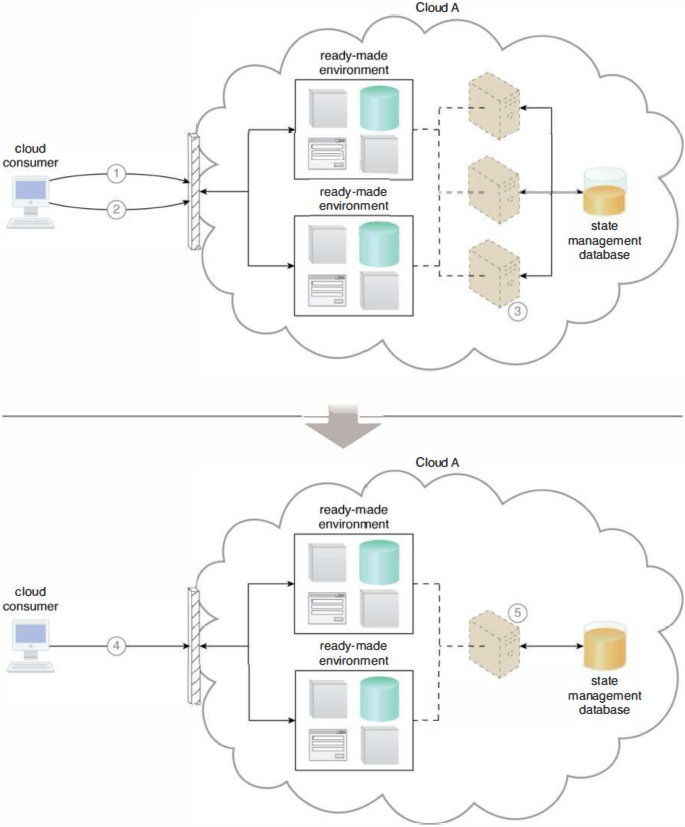 Cloud A
ready-made
environment
cloud
consumer
1
2
ready-made
environment
state
management
database
3
Cloud A
ready-made
environment
cloud
consumer
4
5
ready-made
environment
state
management
database